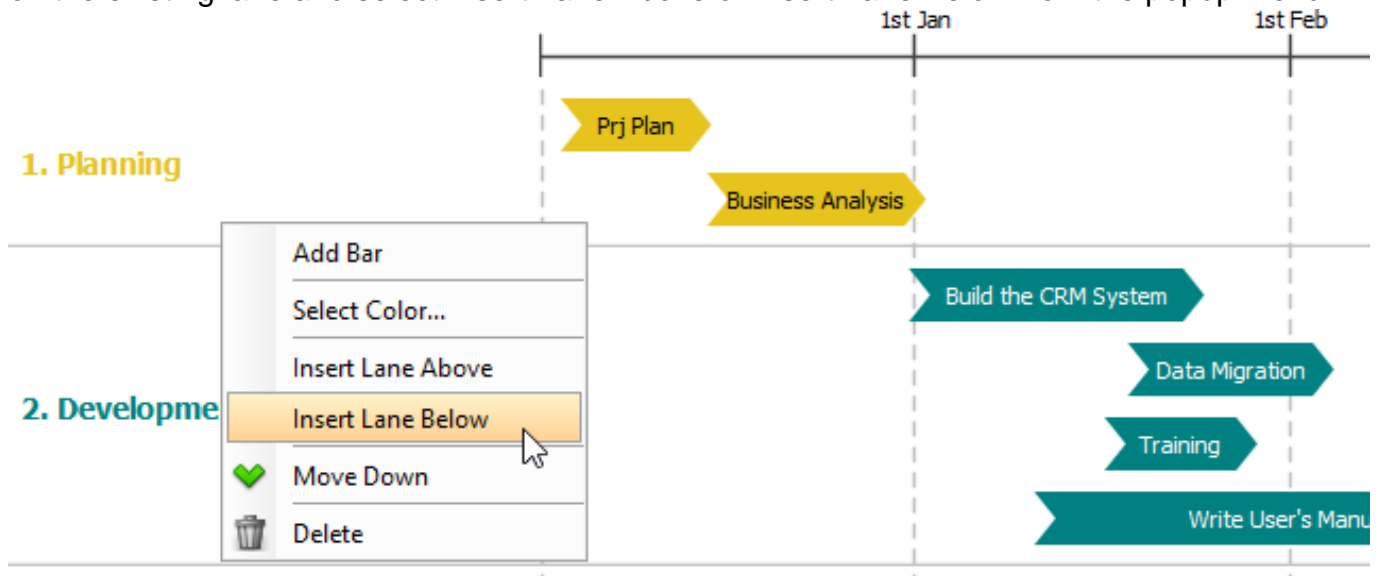 1st Jan
1st Feb
Prj Plan
1. Planning
Business Analysis
Add Bar
Select Color...
Insert Lane Above
Insert Lane Below
Move Down
Delete
2. Developme
Build the CRM System
Data Migration
Training
Write User's Manu